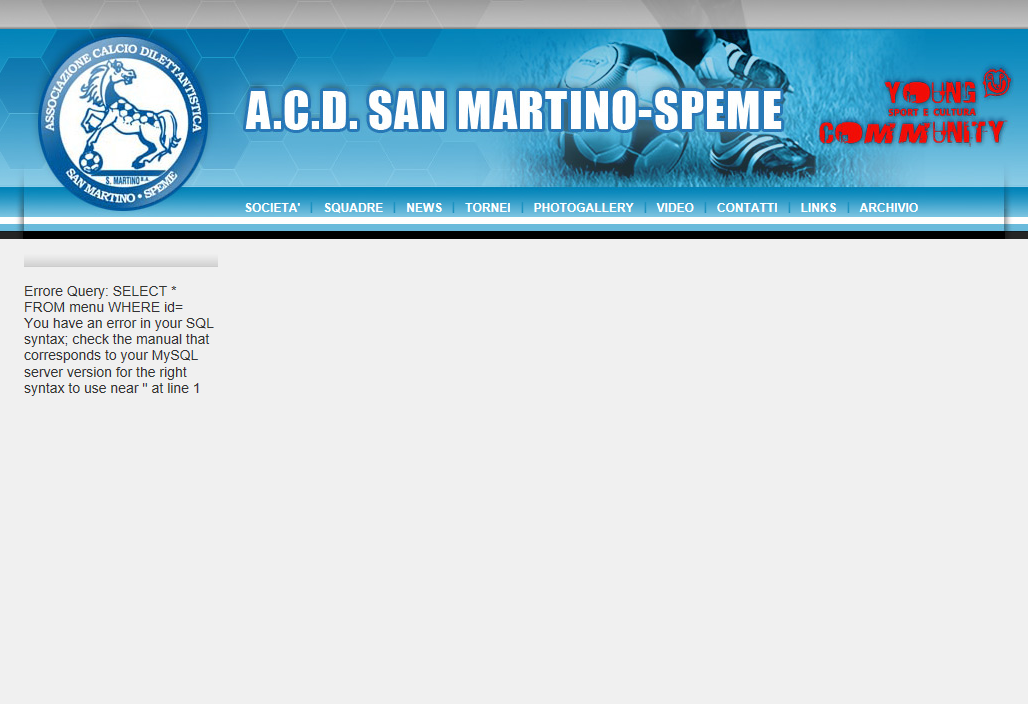 ASSOCIAZIONE CALCIO DILETTANTISTICA
S. MARTINO B.A.
SAN MARTINO • SPEME
A.C.D. SAN MARTINO-SPEME
YOUNG
SPORT E CULTURA
COMMUNITY
SOCIETA' | SQUADRE | NEWS | TORNEI | PHOTOGALLERY | VIDEO | CONTATTI | LINKS | ARCHIVIO
Errore Query: SELECT *
FROM menu WHERE id=
You have an error in your SQL
syntax; check the manual that
corresponds to your MySQL
server version for the right
syntax to use near '' at line 1